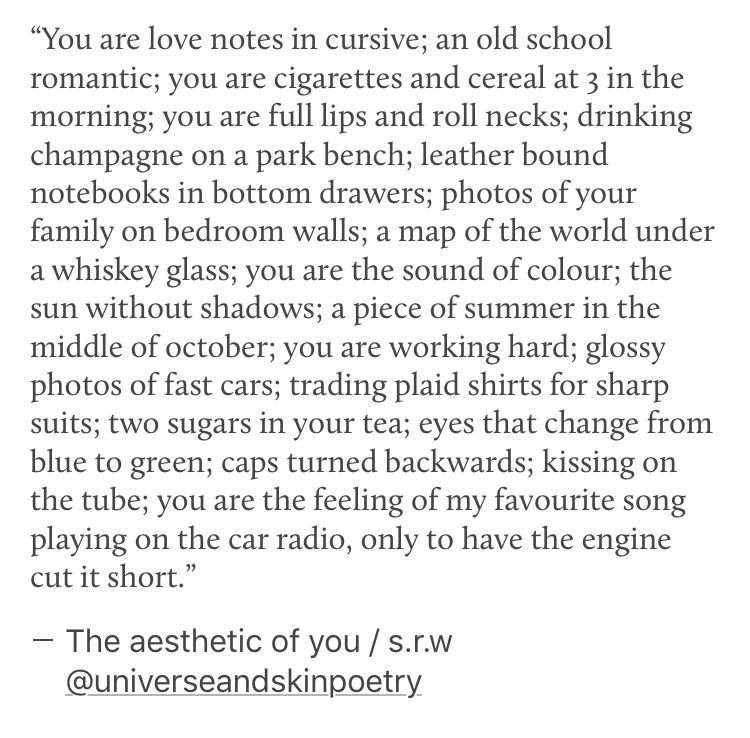 “You are love notes in cursive; an old school
romantic; you are cigarettes and cereal at 3 in the
morning; you are full lips and roll necks; drinking
champagne on a park bench; leather bound
notebooks in bottom drawers; photos of your
family on bedroom walls; a map of the world under
a whiskey glass; you are the sound of colour; the
sun without shadows; a piece of summer in the
middle of october; you are working hard; glossy
photos of fast cars; trading plaid shirts for sharp
suits; two sugars in your tea; eyes that change from
blue to green; caps turned backwards; kissing on
the tube; you are the feeling of my favourite song
playing on the car radio, only to have the engine
cut it short.”
— The aesthetic of you / s.r.w
@universeandskinpoetry